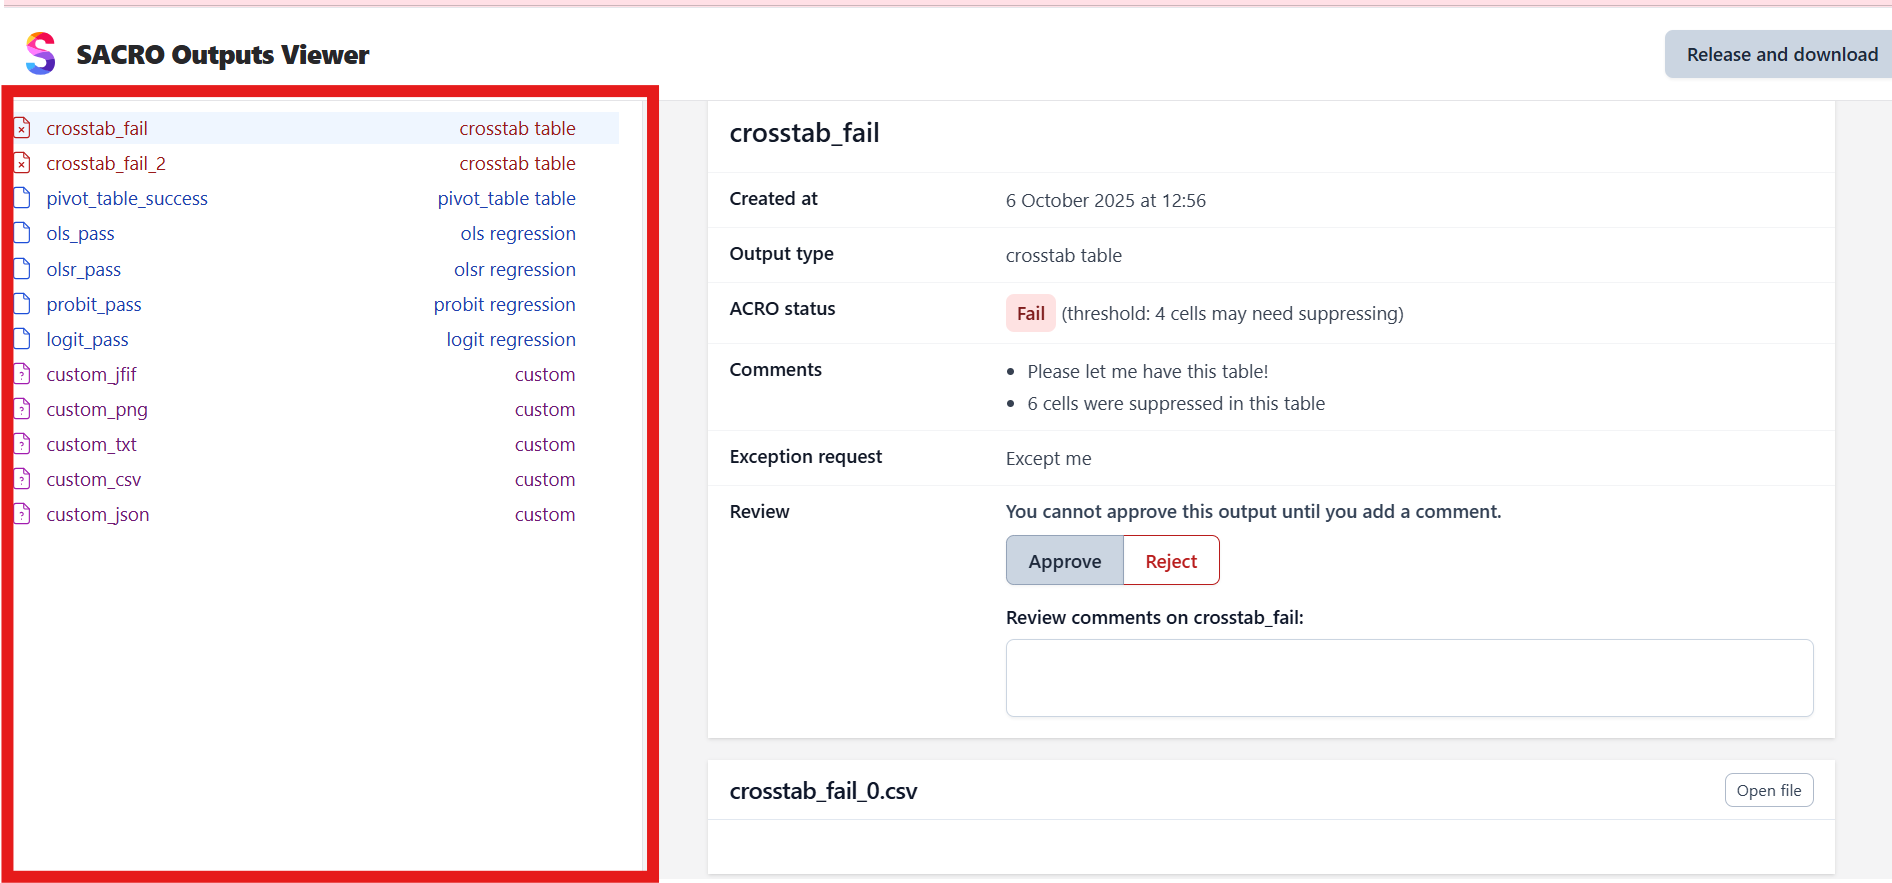 SACRO Outputs Viewer
Release and download
crosstab_fail crosstab table
crosstab_fail_2 crosstab table
pivot_table_success pivot_table table
ols_pass ols regression
olsr_pass olsr regression
probit_pass probit regression
logit_pass logit regression
custom_jfif custom
custom_png custom
custom_txt custom
custom_csv custom
custom_json custom
crosstab_fail
Created at 6 October 2025 at 12:56
Output type crosstab table
ACRO status Fail (threshold: 4 cells may need suppressing)
Comments • Please let me have this table!
• 6 cells were suppressed in this table
Exception request Except me
Review You cannot approve this output until you add a comment.
Approve Reject
Review comments on crosstab_fail:
crosstab_fail_0.csv Open file